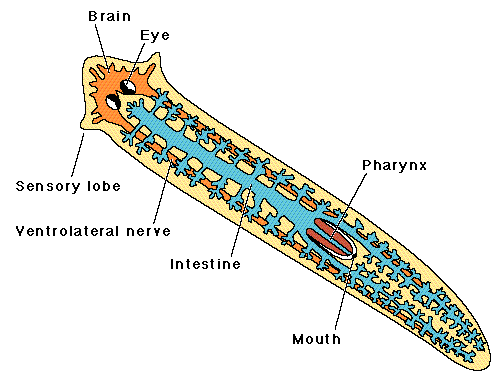 Brain
Eye
Pharynx
Sensory lobe
Ventrolateral nerve
Intestine
Mouth